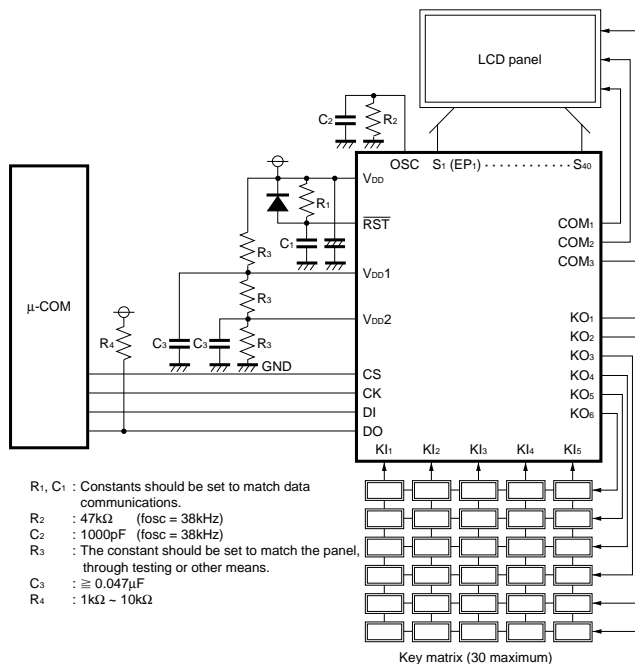 LCD panel
C2
R2
OSC
S1 (EP1) · · · · · · · · · · · · · S40
VDD
R1
RST
C1
R3
COM1
COM2
COM3
μ-COM
VDD1
R3
VDD2
KO1
KO2
R4
C3
C3
R3
GND
KO3
CS
KO4
CK
KO5
DI
KO6
DO
KI1 KI2 KI3 KI4 KI5
R1, C1 : Constants should be set to match data
communications.
R2 : 47kΩ (fosc = 38kHz)
C2 : 1000pF (fosc = 38kHz)
R3 : The constant should be set to match the panel,
through testing or other means.
C3 : ≧ 0.047μF
R4 : 1kΩ ~ 10kΩ
Key matrix (30 maximum)